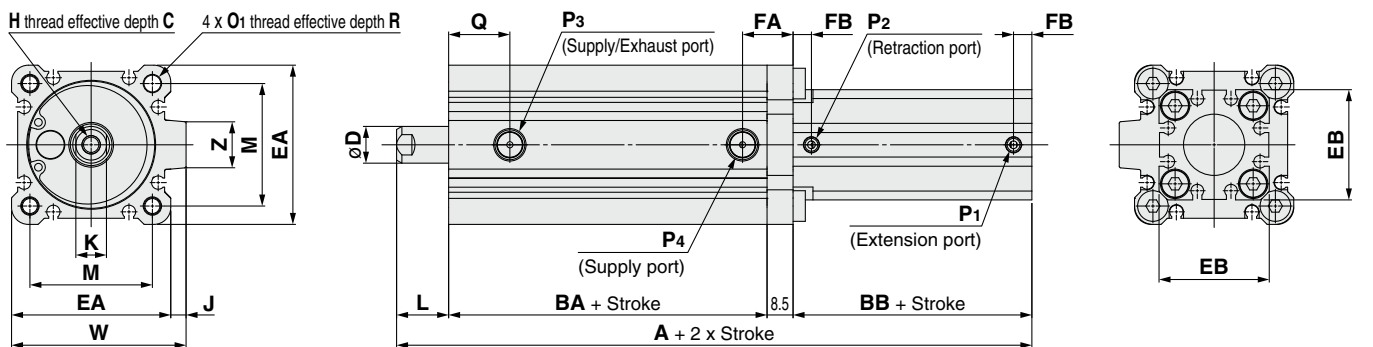 H thread effective depth C
4 x O1 thread effective depth R
Q
P3
(Supply/Exhaust port)
FA
FB
P2
(Retraction port)
FB
Z
M
EA
K
M
EA
J
W
øD
P4
(Supply port)
P1
(Extension port)
L
BA + Stroke
8.5
BB + Stroke
A + 2 x Stroke
EB
EB